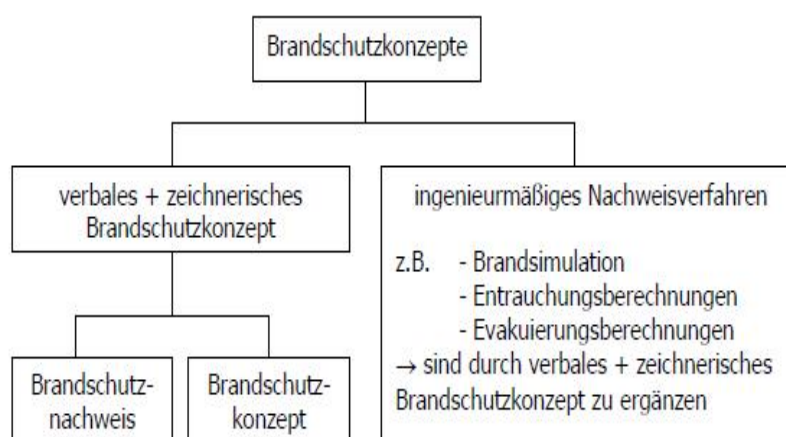 Brandschutzkonzepte
verbales + zeichnerisches
Brandschutzkonzept
Brandschutz-
nachweis
Brandschutz-
konzept
ingenieurmäßiges Nachweisverfahren
z.B. - Brandsimulation
- Entrauchungsberechnungen
- Evakuierungsberechnungen
→ sind durch verbales + zeichnerisches
Brandschutzkonzept zu ergänzen